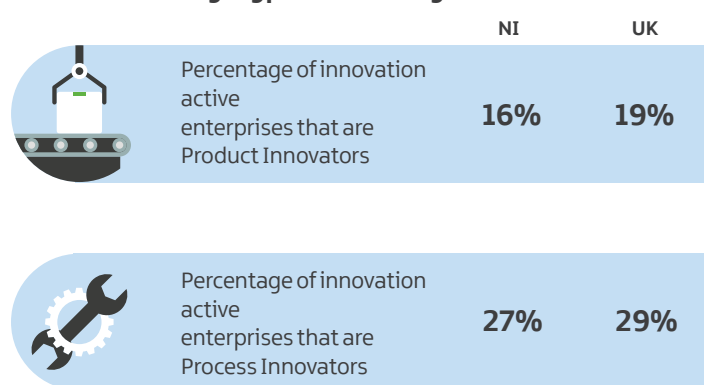 NI UK
Percentage of innovation
active
enterprises that are
Product Innovators
16% 19%
Percentage of innovation
active
enterprises that are
Process Innovators
27% 29%